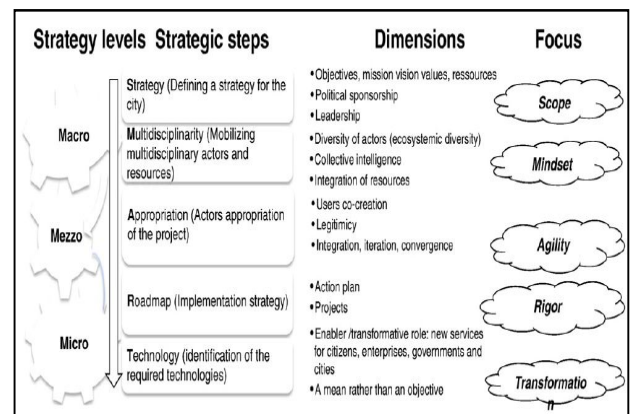 Strategy levels Strategic steps Dimensions Focus
Macro
Mezzo
Micro
Strategy (Defining a strategy for the
city)
Multidisciplinarity (Mobilizing
multidisciplinary actors and
resources)
Appropriation (Actors appropriation
of the project)
Roadmap (Implementation strategy)
Technology (identification of the
required technologies)
• Objectives, mission vision values, ressources
• Political sponsorship
• Leadership
• Diversity of actors (ecosystemic diversity)
• Collective intelligence
• Integration of resources
• Users co-creation
• Legitimicy
• Integration, iteration, convergence
• Action plan
• Projects
• Enabler /transformative role: new services
for citizens, enterprises, governments and
cities
• A mean rather than an objective
Scope
Mindset
Agility
Rigor
Transformatio
n